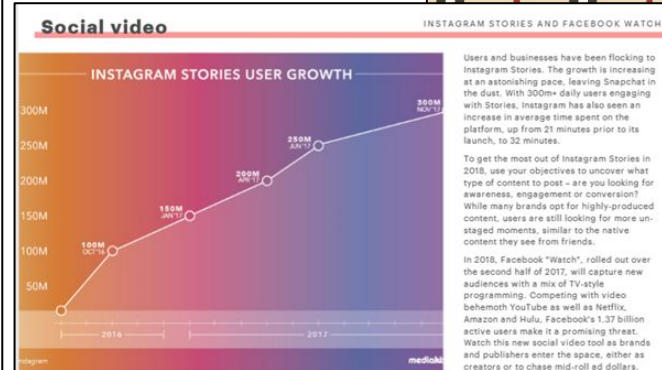 Social video
INSTAGRAM STORIES AND FACEBOOK WATCH
INSTAGRAM STORIES USER GROWTH
300M
250M
200M
150M
100M
50M
100M
OCT'16
150M
JAN'17
200M
APR'17
250M
JUN'17
300M
NOV'17
2016
2017
nstagram
mediakix
Users and businesses have been flocking to
Instagram Stories. The growth is increasing
at an astonishing pace, leaving Snapchat in
the dust. With 300m+ daily users engaging
with Stories, Instagram has also seen an
increase in average time spent on the
platform, up from 21 minutes prior to its
launch, to 32 minutes.
To get the most out of Instagram Stories in
2018, use your objectives to uncover what
type of content to post – are you looking for
awareness, engagement or conversion?
While many brands opt for highly-produced
content, users are still looking for more un-
staged moments, similar to the native
content they see from friends.
In 2018, Facebook "Watch", rolled out over
the second half of 2017, will capture new
audiences with a mix of TV-style
programming. Competing with video
behemoth YouTube as well as Netflix,
Amazon and Hulu, Facebook's 1.37 billion
active users make it a promising threat.
Watch this new social video tool as brands
and publishers enter the space, either as
creators or to chase mid-roll ad dollars.